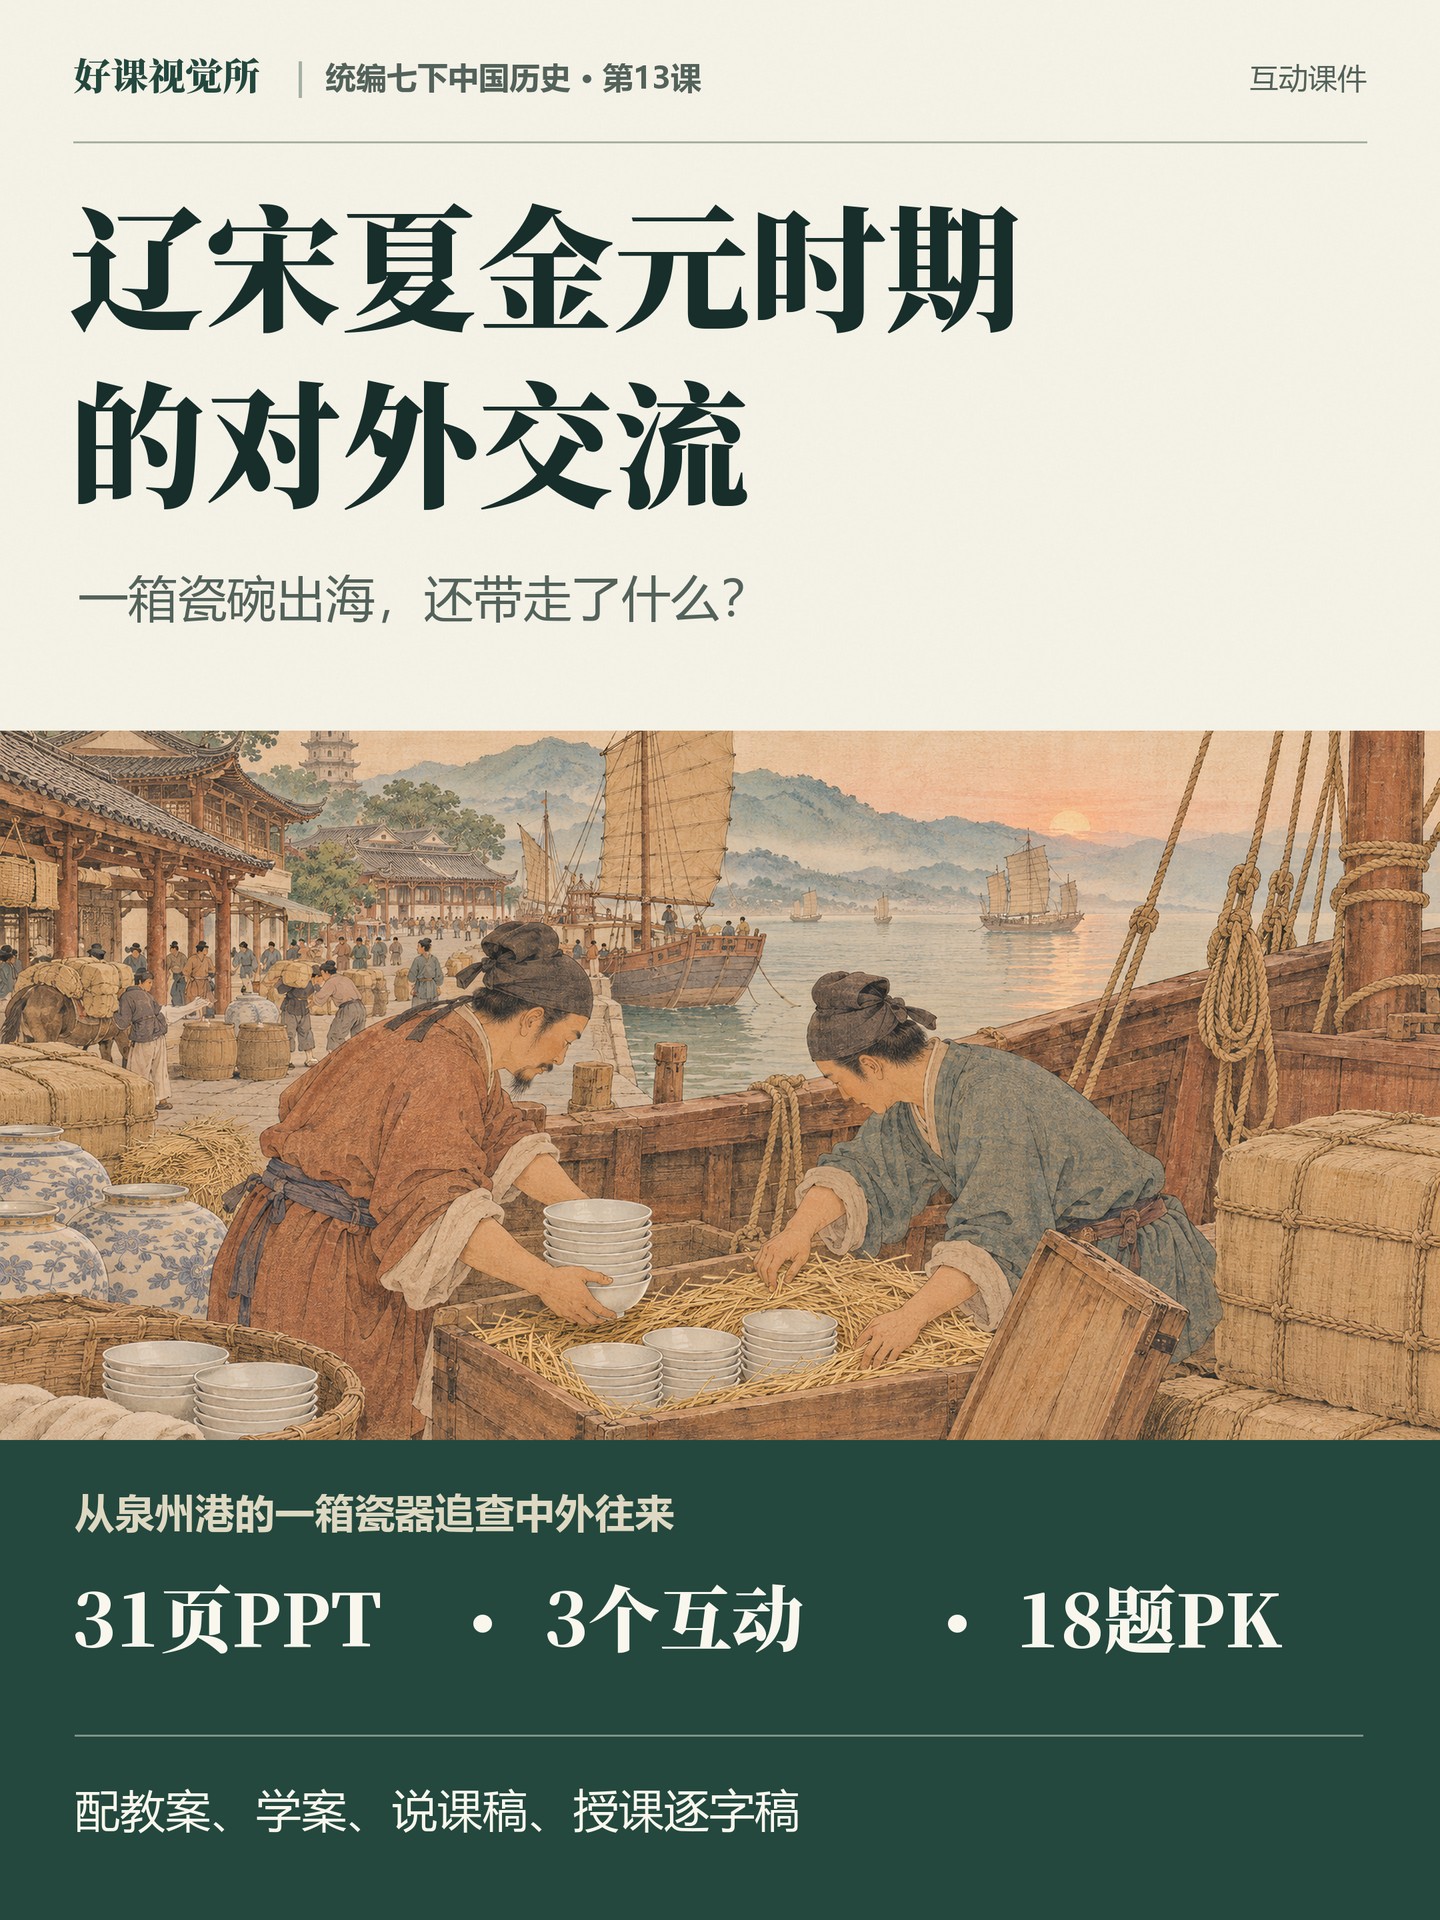 好课视觉所 | 统编七下中国历史·第13课 互动课件
辽宋夏金元时期
的对外交流
一箱瓷碗出海，还带走了什么？
从泉州港的一箱瓷器追查中外往来
31页PPT · 3个互动 · 18题PK
配教案、学案、说课稿、授课逐字稿